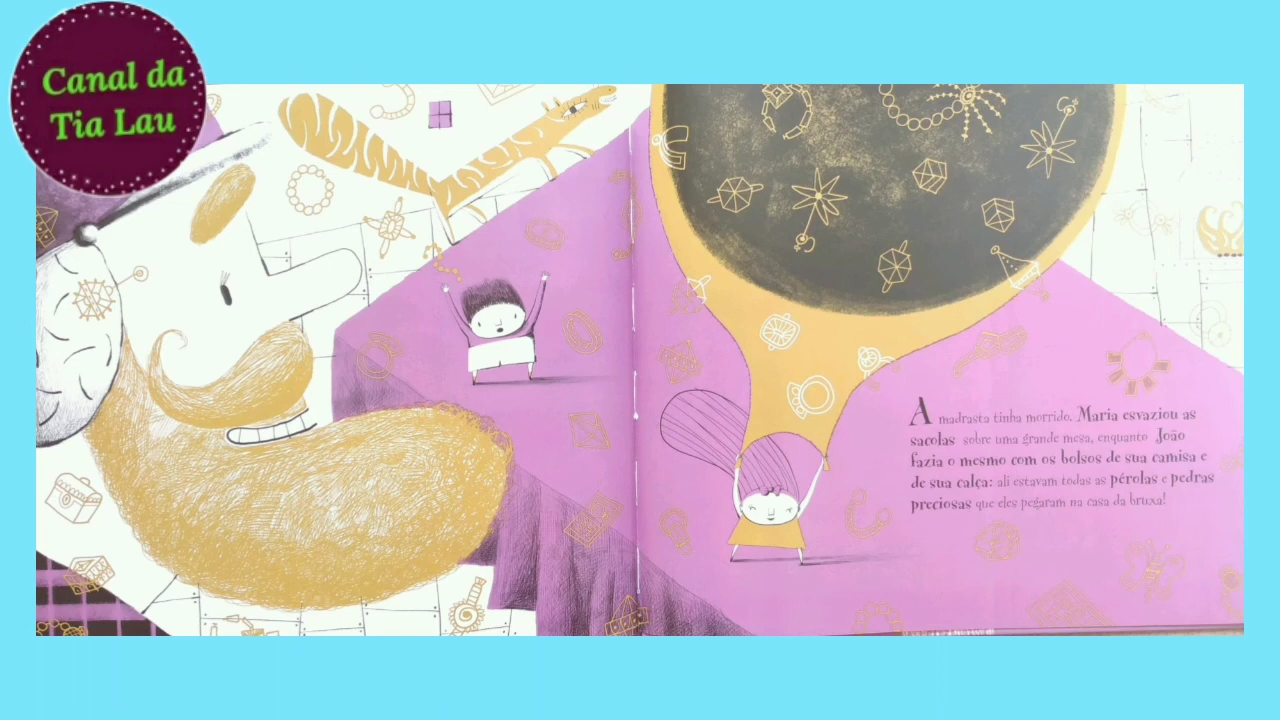 Canal da
Tia Lau
A madrasta tinha morrido. Maria esvaziou as
sacolas sobre uma grande mesa, enquanto João
fazia o mesmo com os bolsos de sua camisa e
de sua calça: ali estavam todas as pérolas e pedras
preciosas que eles pegaram na casa da bruxa!